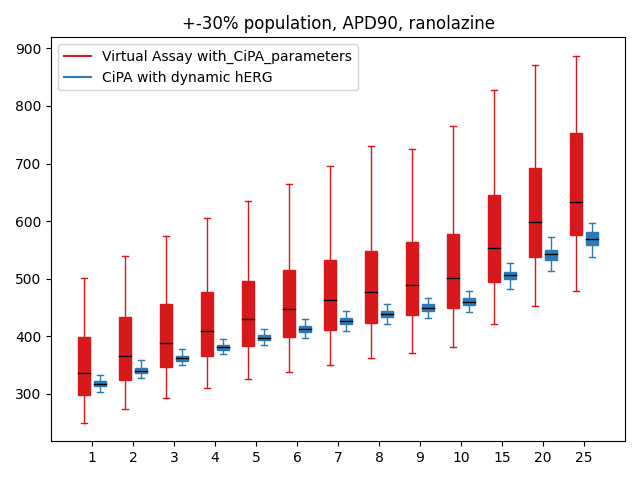 +-30% population, APD90, ranolazine
Virtual Assay with_CiPA_parameters
CiPA with dynamic hERG
900
800
700
600
500
400
300
1 2 3 4 5 6 7 8 9 10 15 20 25